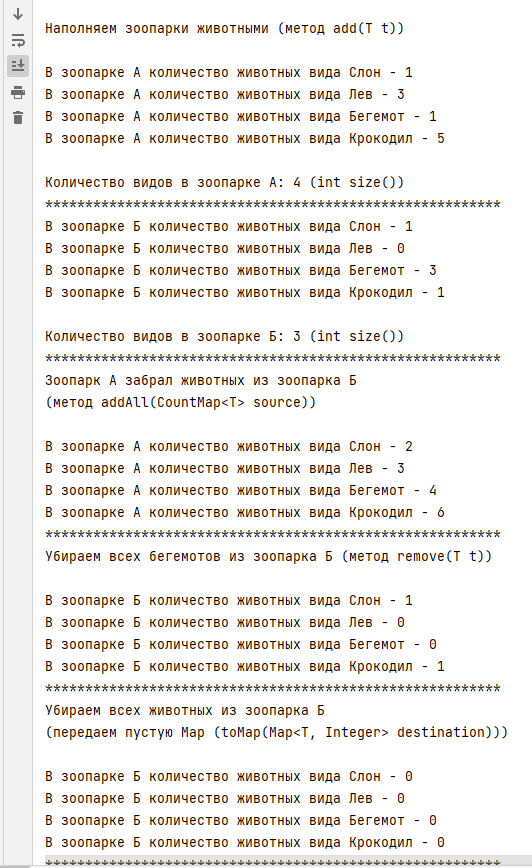 Наполняем зоопарки животными (метод add(T t))
В зоопарке А количество животных вида Слон - 1
В зоопарке А количество животных вида Лев - 3
В зоопарке А количество животных вида Бегемот - 1
В зоопарке А количество животных вида Крокодил - 5
Количество видов в зоопарке А: 4 (int size())
*********************************************************
В зоопарке Б количество животных вида Слон - 1
В зоопарке Б количество животных вида Лев - 0
В зоопарке Б количество животных вида Бегемот - 3
В зоопарке Б количество животных вида Крокодил - 1
Количество видов в зоопарке Б: 3 (int size())
*********************************************************
Зоопарк А забрал животных из зоопарка Б
(метод addAll(CountMap<T> source))
В зоопарке А количество животных вида Слон - 2
В зоопарке А количество животных вида Лев - 3
В зоопарке А количество животных вида Бегемот - 4
В зоопарке А количество животных вида Крокодил - 6
*********************************************************
Убираем всех бегемотов из зоопарка Б (метод remove(T t))
В зоопарке Б количество животных вида Слон - 1
В зоопарке Б количество животных вида Лев - 0
В зоопарке Б количество животных вида Бегемот - 0
В зоопарке Б количество животных вида Крокодил - 1
*********************************************************
Убираем всех животных из зоопарка Б
(передаем пустую Map (toMap(Map<T, Integer> destination)))
В зоопарке Б количество животных вида Слон - 0
В зоопарке Б количество животных вида Лев - 0
В зоопарке Б количество животных вида Бегемот - 0
В зоопарке Б количество животных вида Крокодил - 0
*********************************************************